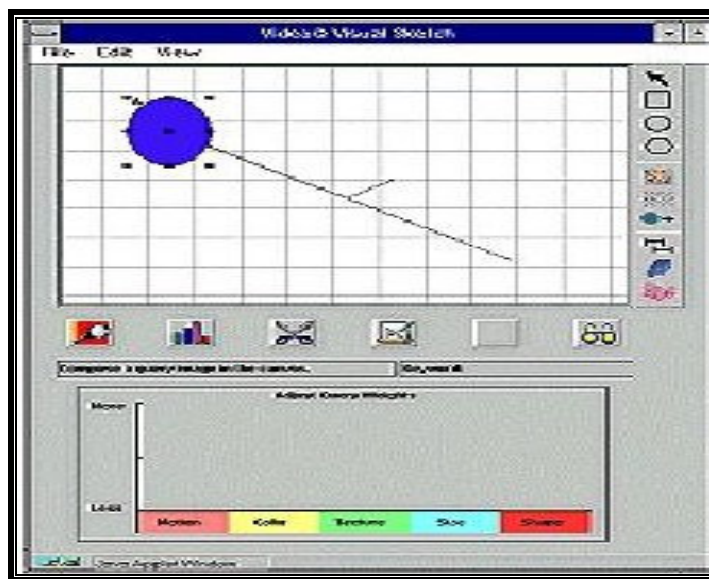 VideoQ Visual Sketch
File Edit View
Compose a query image in the canvas. Keyword:
Adjust Query Weights
More
Less
Motion Color Texture Size Shape
Java Applet Window